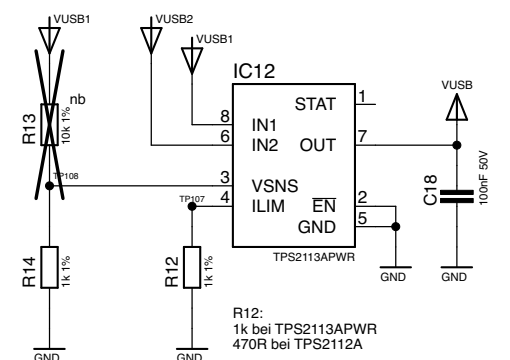 VUSB1
VUSB2
VUSB1
IC12
VUSB
nb
R13
10k 1%
STAT
1
8
IN1
6
IN2
OUT
7
TP108
3
VSNS
TP107
4
ILIM
EN
2
GND
5
C18
100nF 50V
TPS2113APWR
R14
1k 1%
R12
1k 1%
GND
GND
GND
GND
R12:
1k bei TPS2113APWR
470R bei TPS2112A